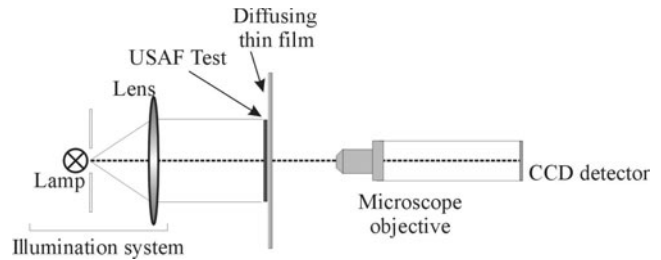 Diffusing
thin film
USAF Test
Lens
Lamp
CCD detector
Microscope
objective
Illumination system